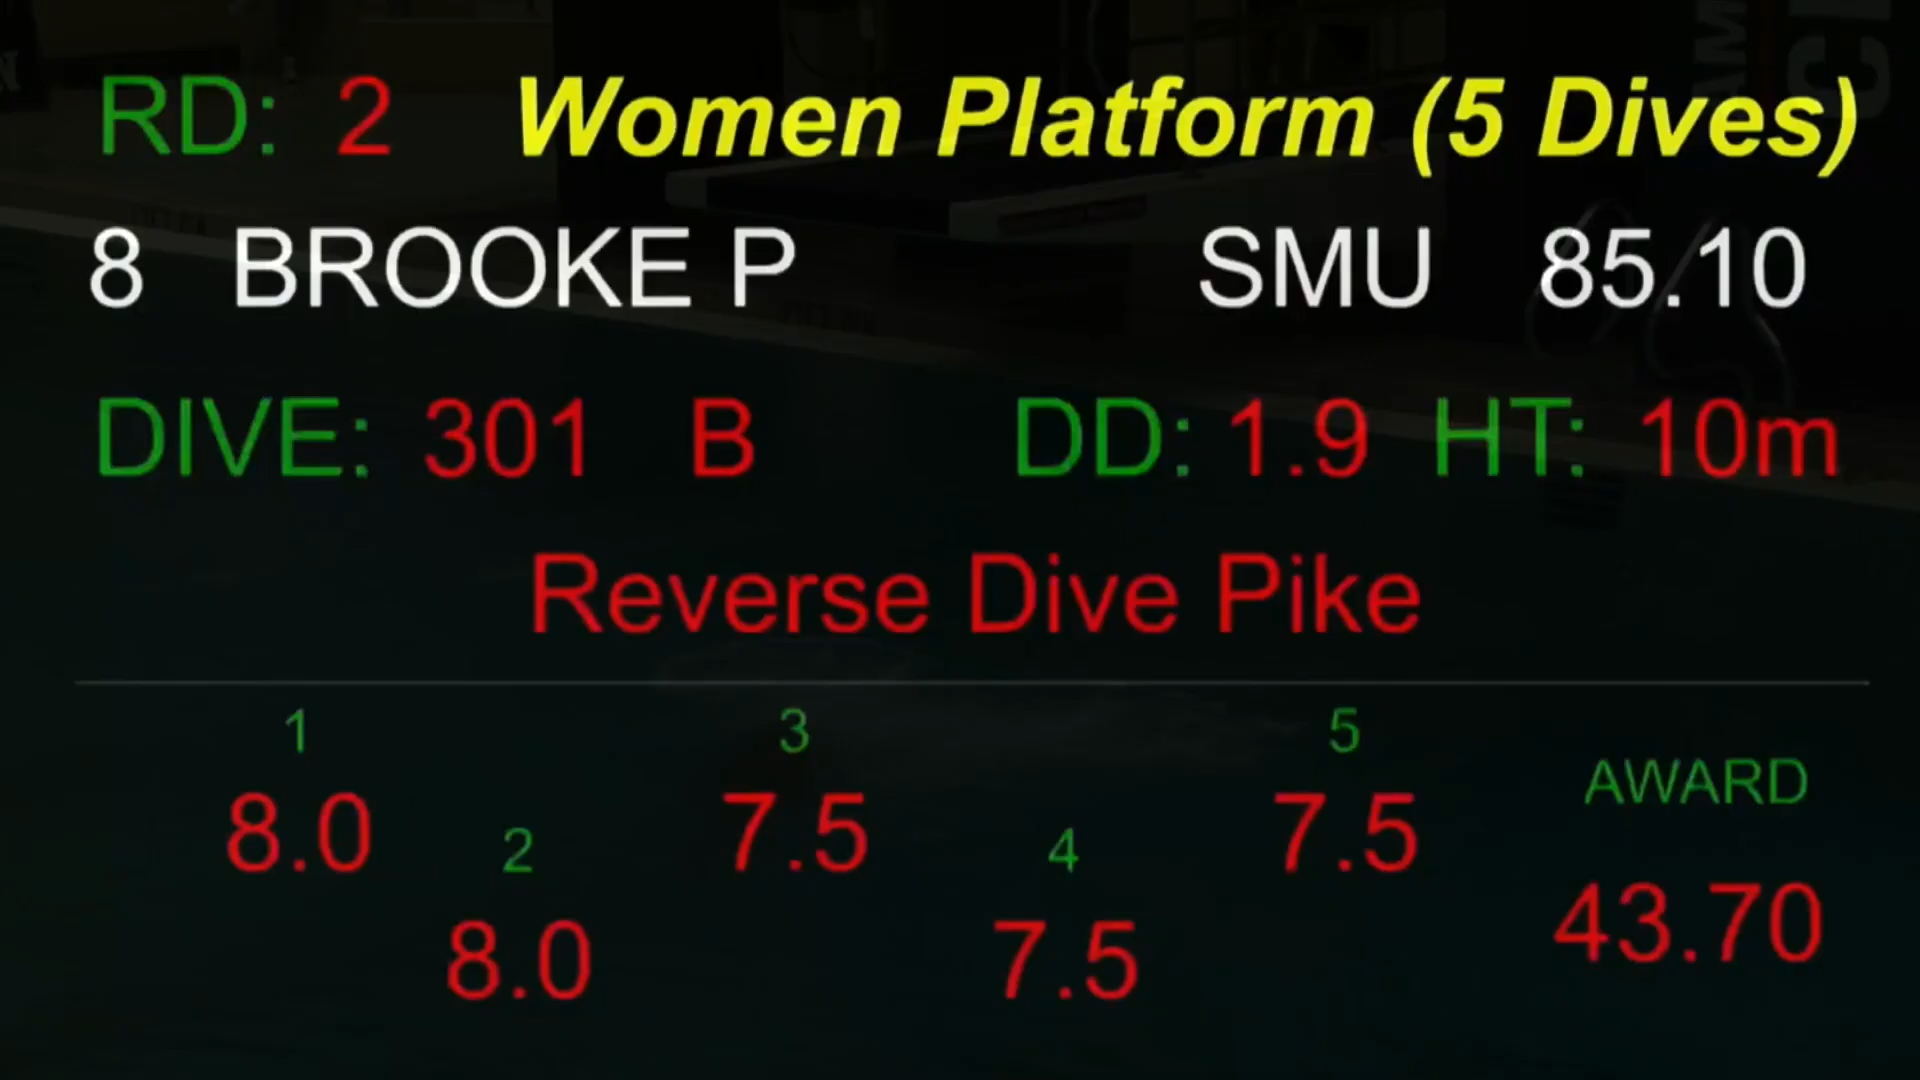 RD: 2 Women Platform (5 Dives)
8 BROOKE P SMU 85.10
DIVE: 301 B DD: 1.9 HT: 10m
Reverse Dive Pike
1 2 3 4 5 AWARD
8.0 8.0 7.5 7.5 7.5 43.70